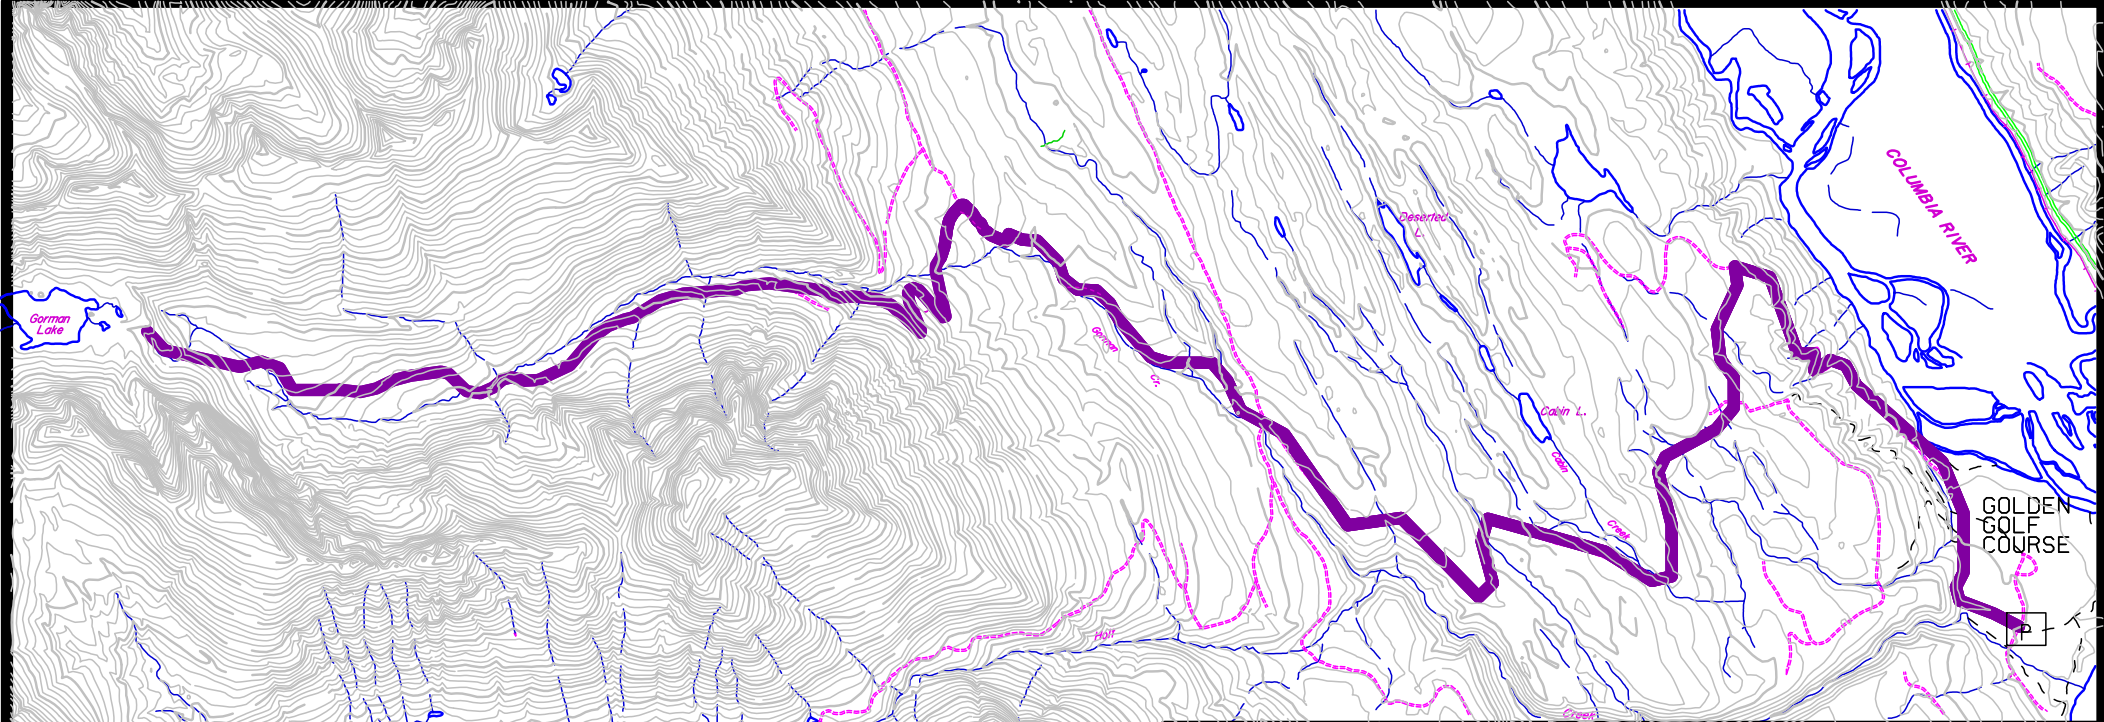 Gorman
Lake
Deserted
L.
COLUMBIA RIVER
Gorman
Cr.
Cabin L.
Cabin
Creek
GOLDEN
GOLF
COURSE
P
Holt
Creek